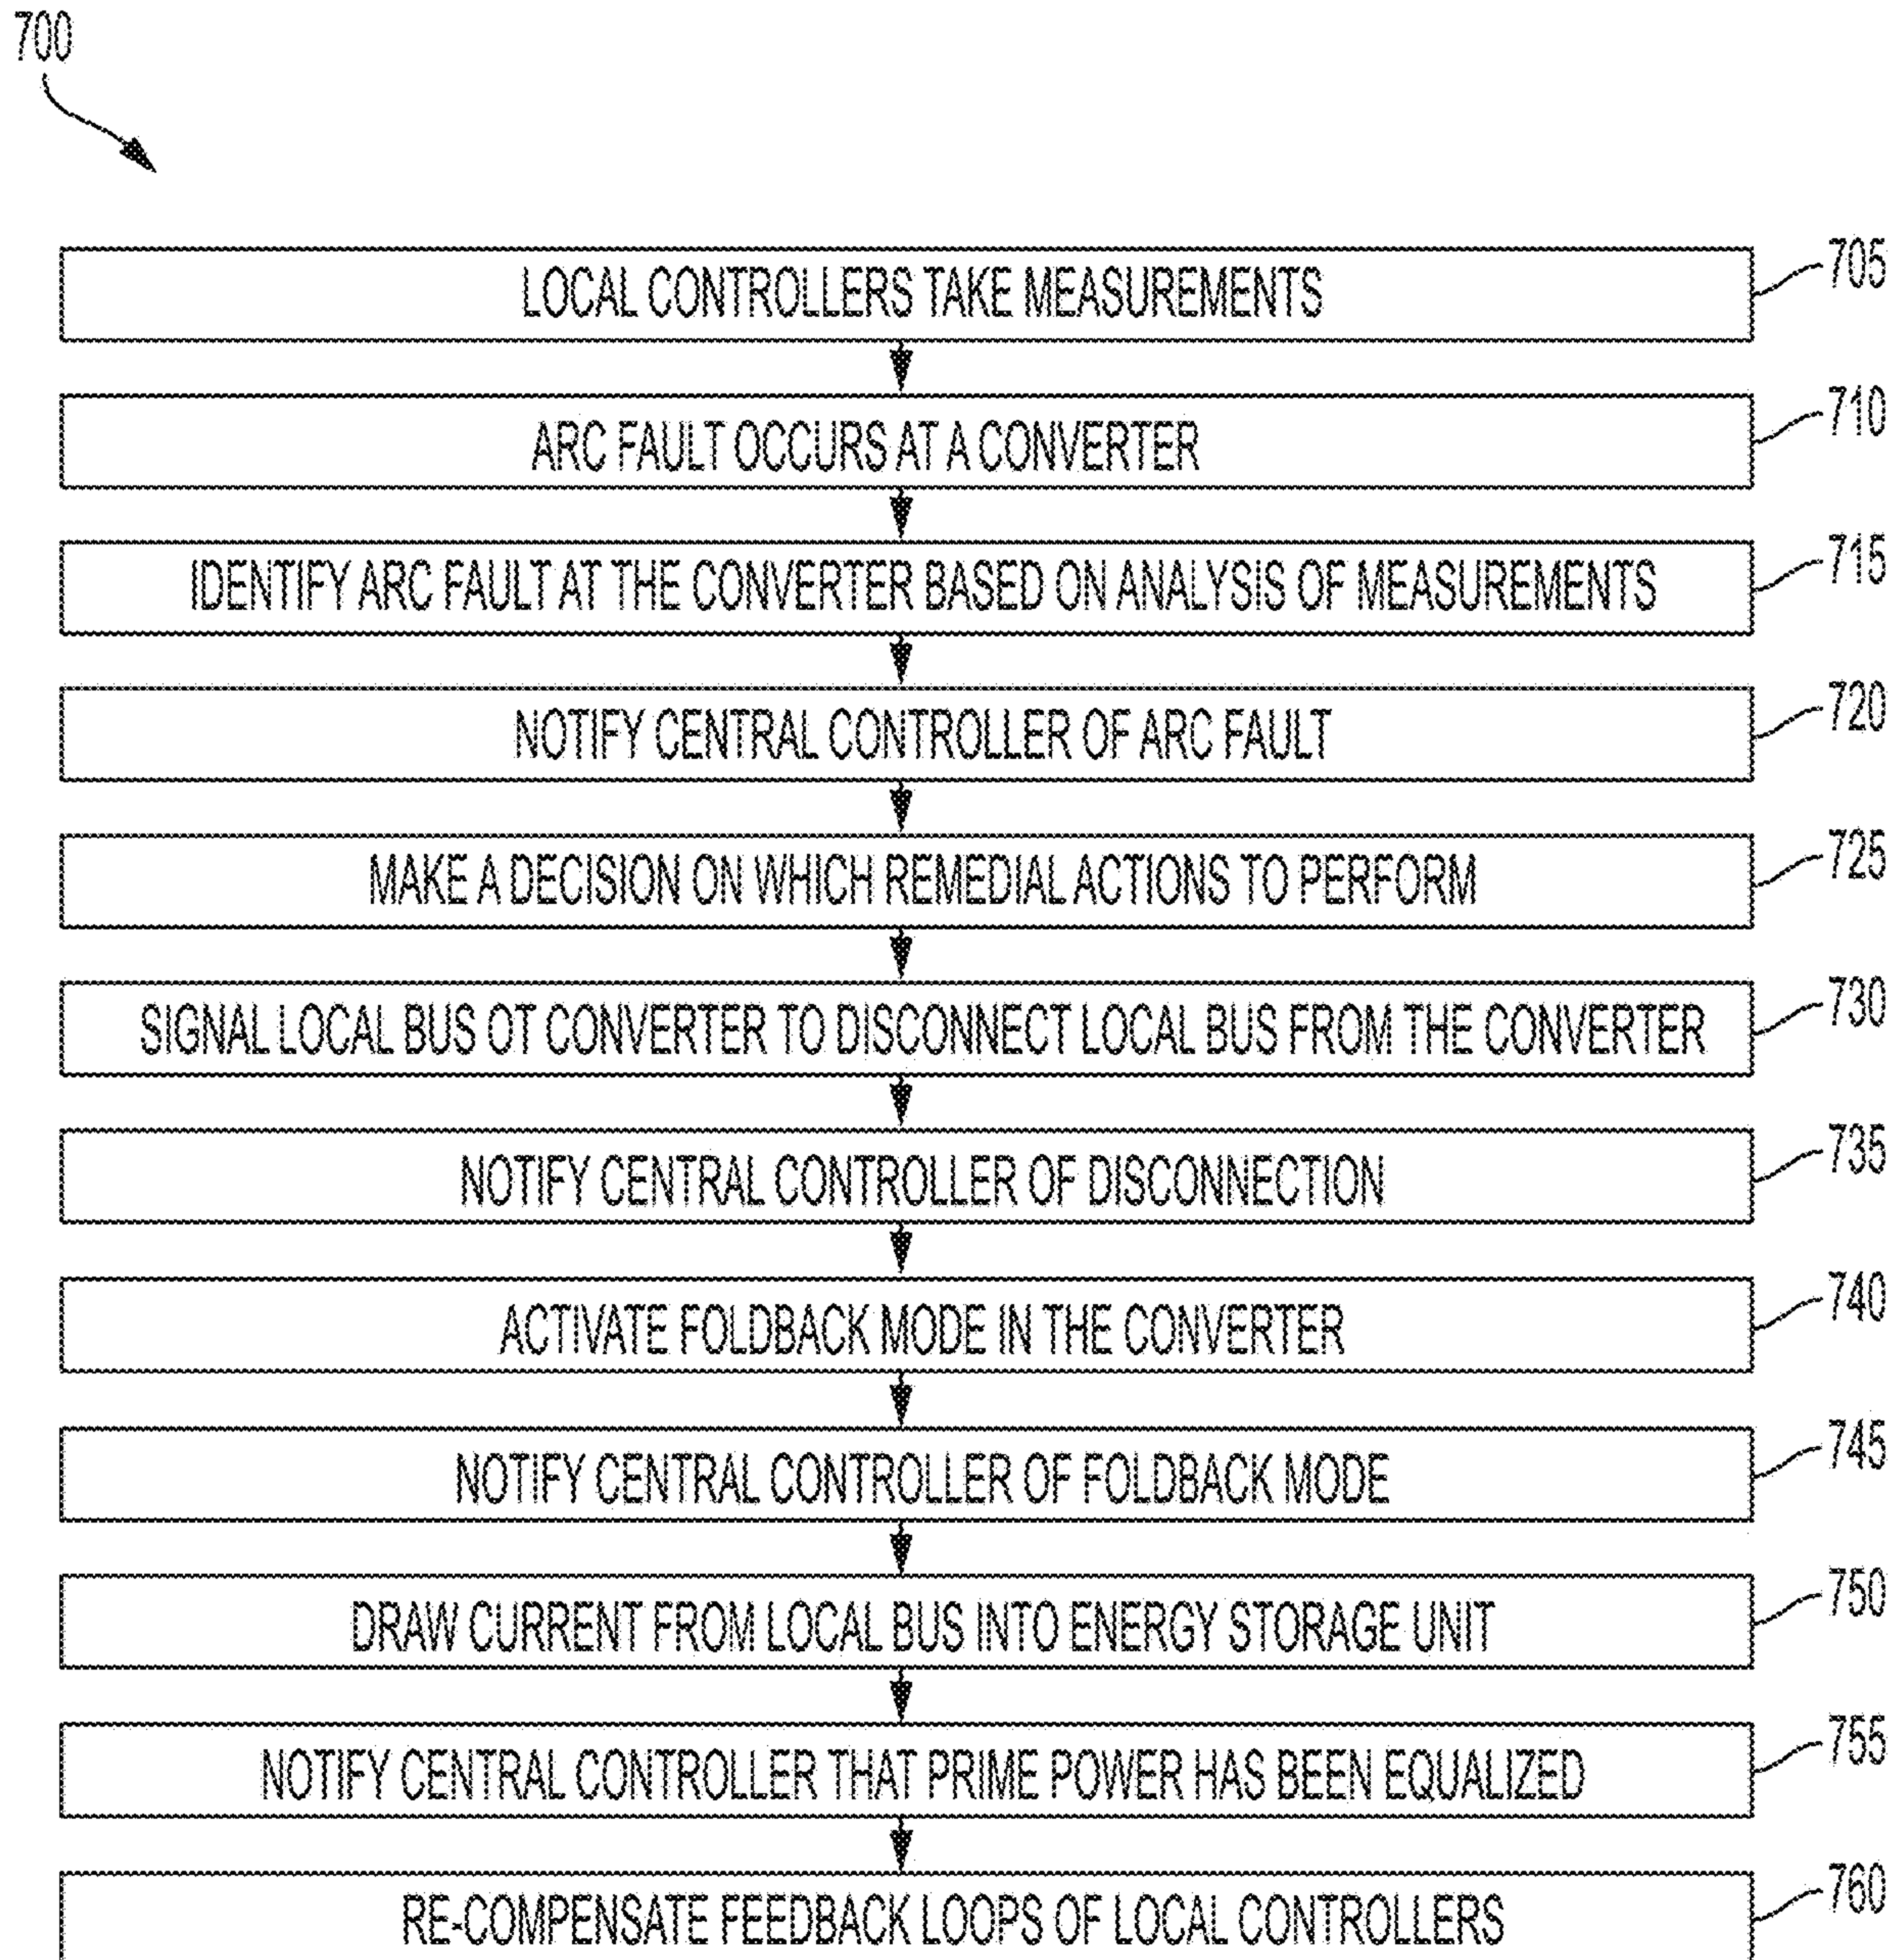 700
LOCAL CONTROLLERS TAKE MEASUREMENTS
705
ARC FAULT OCCURS AT A CONVERTER
710
IDENTIFY ARC FAULT AT THE CONVERTER BASED ON ANALYSIS OF MEASUREMENTS
715
NOTIFY CENTRAL CONTROLLER OF ARC FAULT
720
MAKE A DECISION ON WHICH REMEDIAL ACTIONS TO PERFORM
725
SIGNAL LOCAL BUS OT CONVERTER TO DISCONNECT LOCAL BUS FROM THE CONVERTER
730
NOTIFY CENTRAL CONTROLLER OF DISCONNECTION
735
ACTIVATE FOLDBACK MODE IN THE CONVERTER
740
NOTIFY CENTRAL CONTROLLER OF FOLDBACK MODE
745
DRAW CURRENT FROM LOCAL BUS INTO ENERGY STORAGE UNIT
750
NOTIFY CENTRAL CONTROLLER THAT PRIME POWER HAS BEEN EQUALIZED
755
RE-COMPENSATE FEEDBACK LOOPS OF LOCAL CONTROLLERS
760